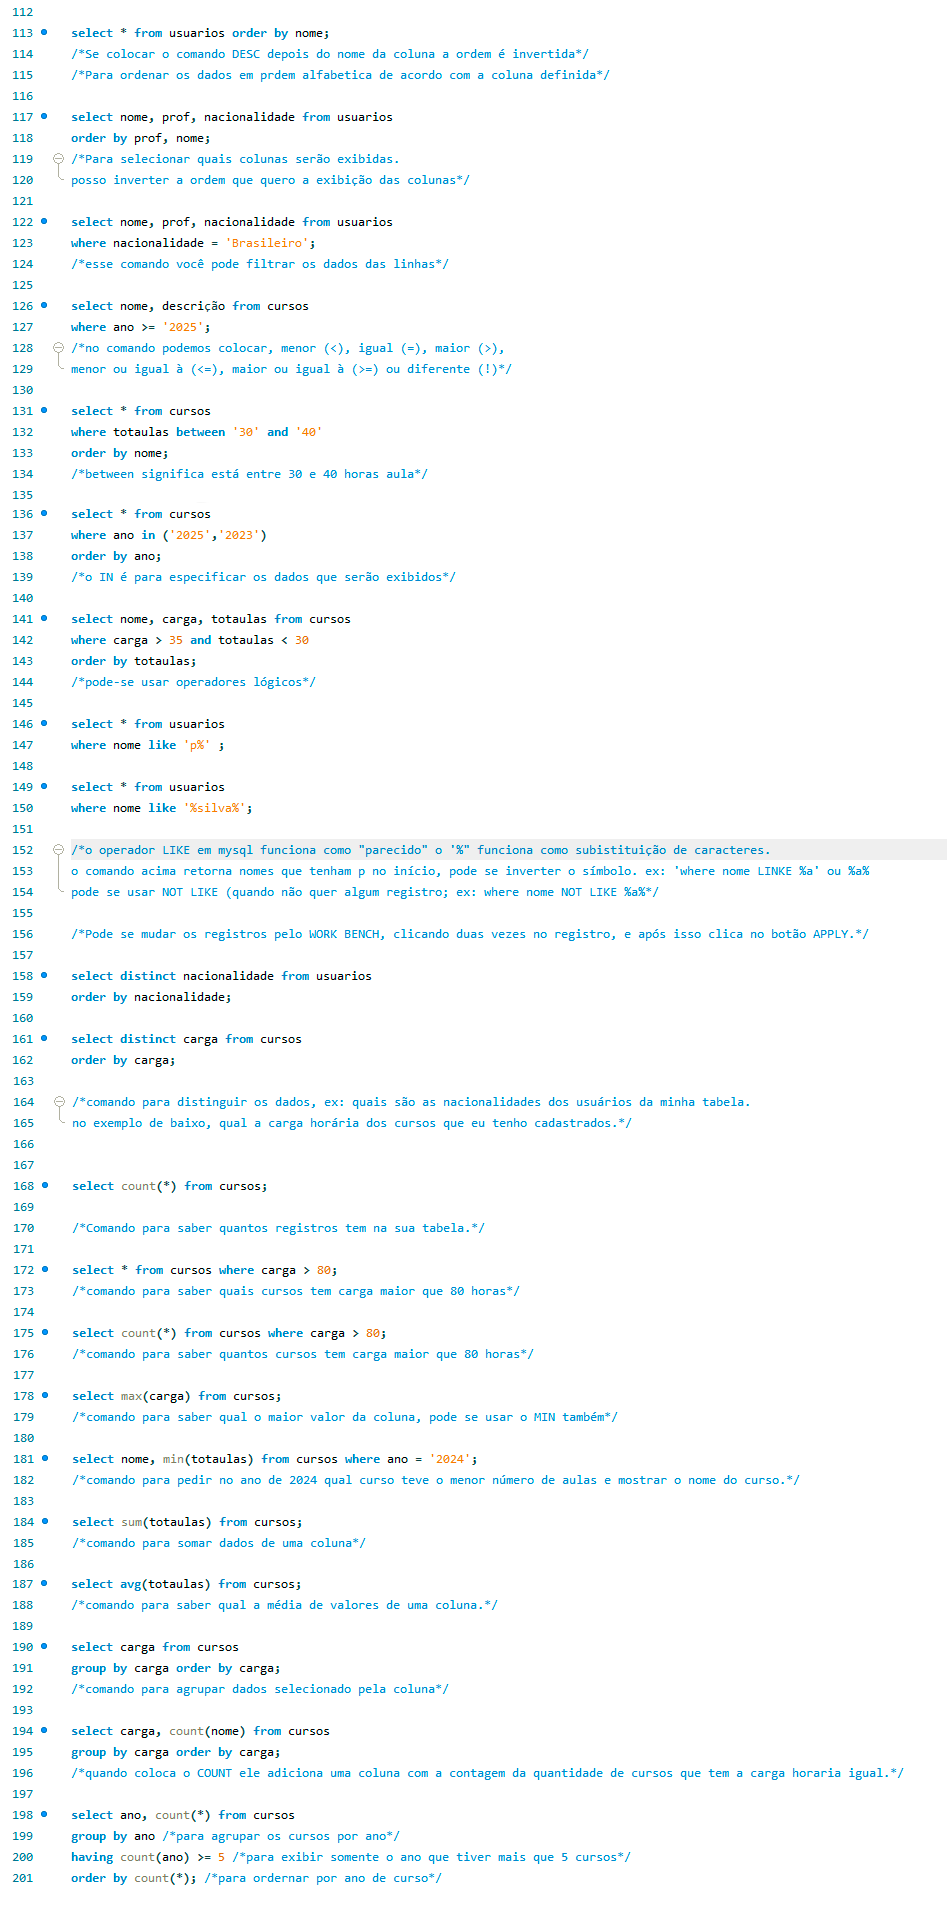 112
113 select * from usuarios order by nome;
114 /*Se colocar o comando DESC depois do nome da coluna a ordem é invertida*/
115 /*Para ordenar os dados em prdem alfabetica de acordo com a coluna definida*/
116
117 select nome, prof, nacionalidade from usuarios
118 order by prof, nome;
119 /*Para selecionar quais colunas serão exibidas.
120 posso inverter a ordem que quero a exibição das colunas*/
121
122 select nome, prof, nacionalidade from usuarios
123 where nacionalidade = 'Brasileiro';
124 /*esse comando você pode filtrar os dados das linhas*/
125
126 select nome, descrição from cursos
127 where ano >= '2025';
128 /*no comando podemos colocar, menor (<), igual (=), maior (>),
129 menor ou igual à (<=), maior ou igual à (>=) ou diferente (!)*/
130
131 select * from cursos
132 where totaulas between '30' and '40'
133 order by nome;
134 /*between significa está entre 30 e 40 horas aula*/
135
136 select * from cursos
137 where ano in ('2025','2023')
138 order by ano;
139 /*o IN é para especificar os dados que serão exibidos*/
140
141 select nome, carga, totaulas from cursos
142 where carga > 35 and totaulas < 30
143 order by totaulas;
144 /*pode-se usar operadores lógicos*/
145
146 select * from usuarios
147 where nome like 'p%' ;
148
149 select * from usuarios
150 where nome like '%silva%';
151
152 /*o operador LIKE em mysql funciona como "parecido" o '%" funciona como subistituição de caracteres.
153 o comando acima retorna nomes que tenham p no início, pode se inverter o símbolo. ex: 'where nome LINKE %a' ou %a%
154 pode se usar NOT LIKE (quando não quer algum registro; ex: where nome NOT LIKE %a%*/
155
156 /*Pode se mudar os registros pelo WORK BENCH, clicando duas vezes no registro, e após isso clica no botão APPLY.*/
157
158 select distinct nacionalidade from usuarios
159 order by nacionalidade;
160
161 select distinct carga from cursos
162 order by carga;
163
164 /*comando para distinguir os dados, ex: quais são as nacionalidades dos usuários da minha tabela.
165 no exemplo de baixo, qual a carga horária dos cursos que eu tenho cadastrados.*/
166
167
168 select count(*) from cursos;
169
170 /*Comando para saber quantos registros tem na sua tabela.*/
171
172 select * from cursos where carga > 80;
173 /*comando para saber quais cursos tem carga maior que 80 horas*/
174
175 select count(*) from cursos where carga > 80;
176 /*comando para saber quantos cursos tem carga maior que 80 horas*/
177
178 select max(carga) from cursos;
179 /*comando para saber qual o maior valor da coluna, pode se usar o MIN também*/
180
181 select nome, min(totaulas) from cursos where ano = '2024';
182 /*comando para pedir no ano de 2024 qual curso teve o menor número de aulas e mostrar o nome do curso.*/
183
184 select sum(totaulas) from cursos;
185 /*comando para somar dados de uma coluna*/
186
187 select avg(totaulas) from cursos;
188 /*comando para saber qual a média de valores de uma coluna.*/
189
190 select carga from cursos
191 group by carga order by carga;
192 /*comando para agrupar dados selecionado pela coluna*/
193
194 select carga, count(nome) from cursos
195 group by carga order by carga;
196 /*quando coloca o COUNT ele adiciona uma coluna com a contagem da quantidade de cursos que tem a carga horaria igual.*/
197
198 select ano, count(*) from cursos
199 group by ano /*para agrupar os cursos por ano*/
200 having count(ano) >= 5 /*para exibir somente o ano que tiver mais que 5 cursos*/
201 order by count(*); /*para ordernar por ano de curso*/